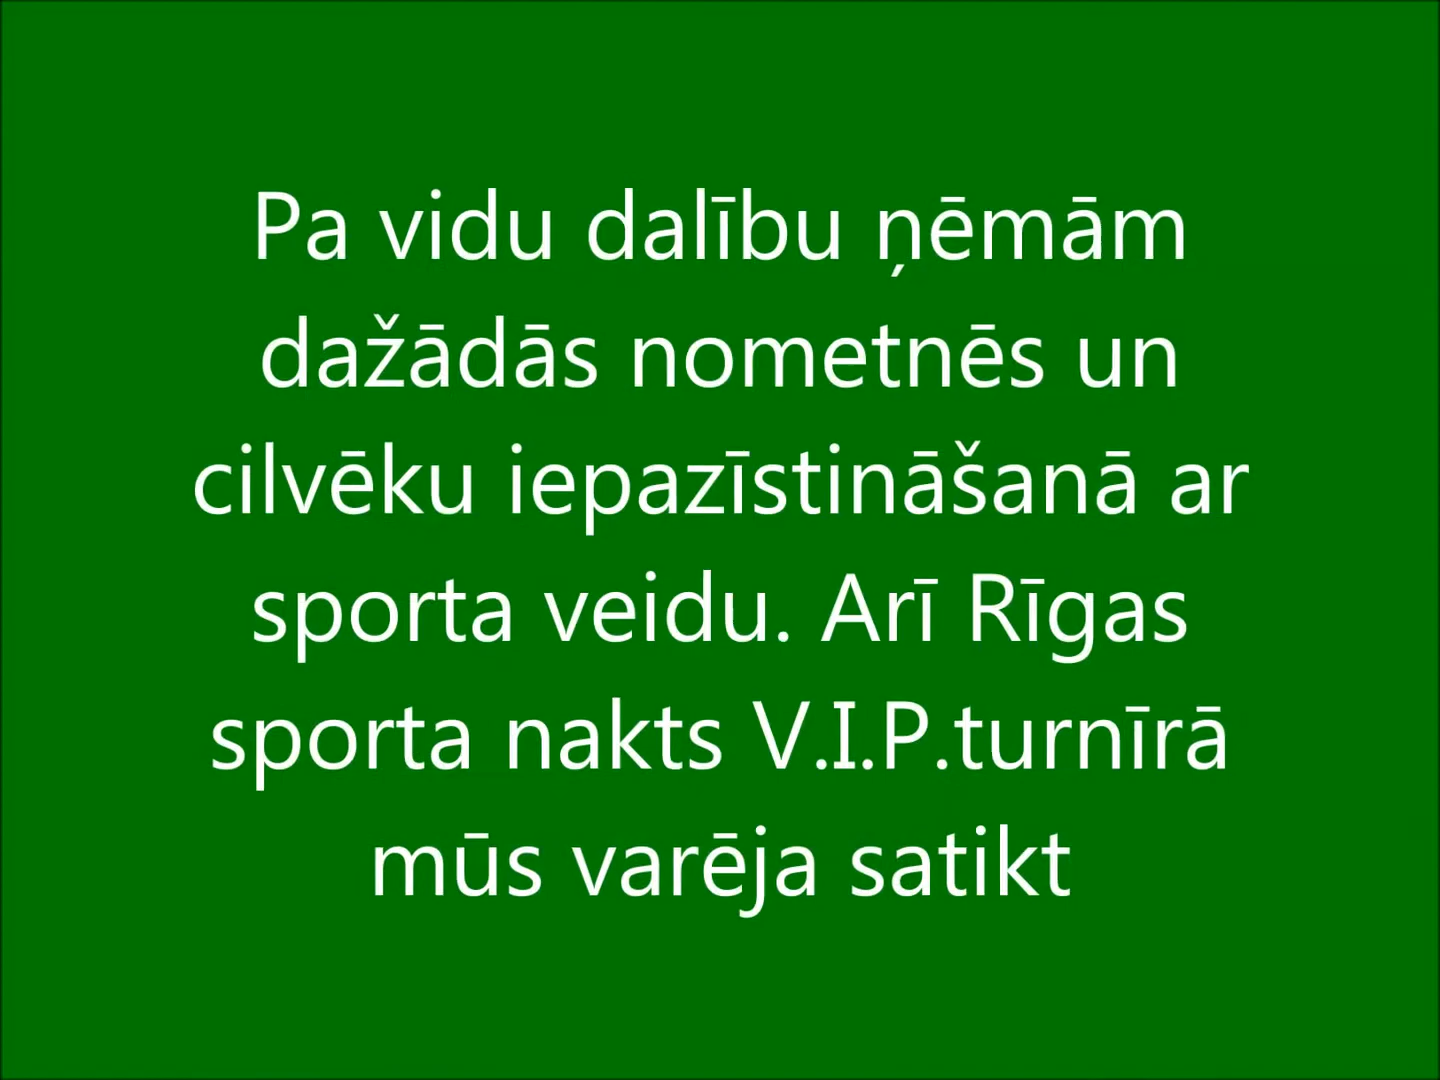 Pa vidu dalību ņēmām
dažādās nometnēs un
cilvēku iepazīstināšanā ar
sporta veidu. Arī Rīgas
sporta nakts V.I.P.turnīrā
mūs varēja satikt